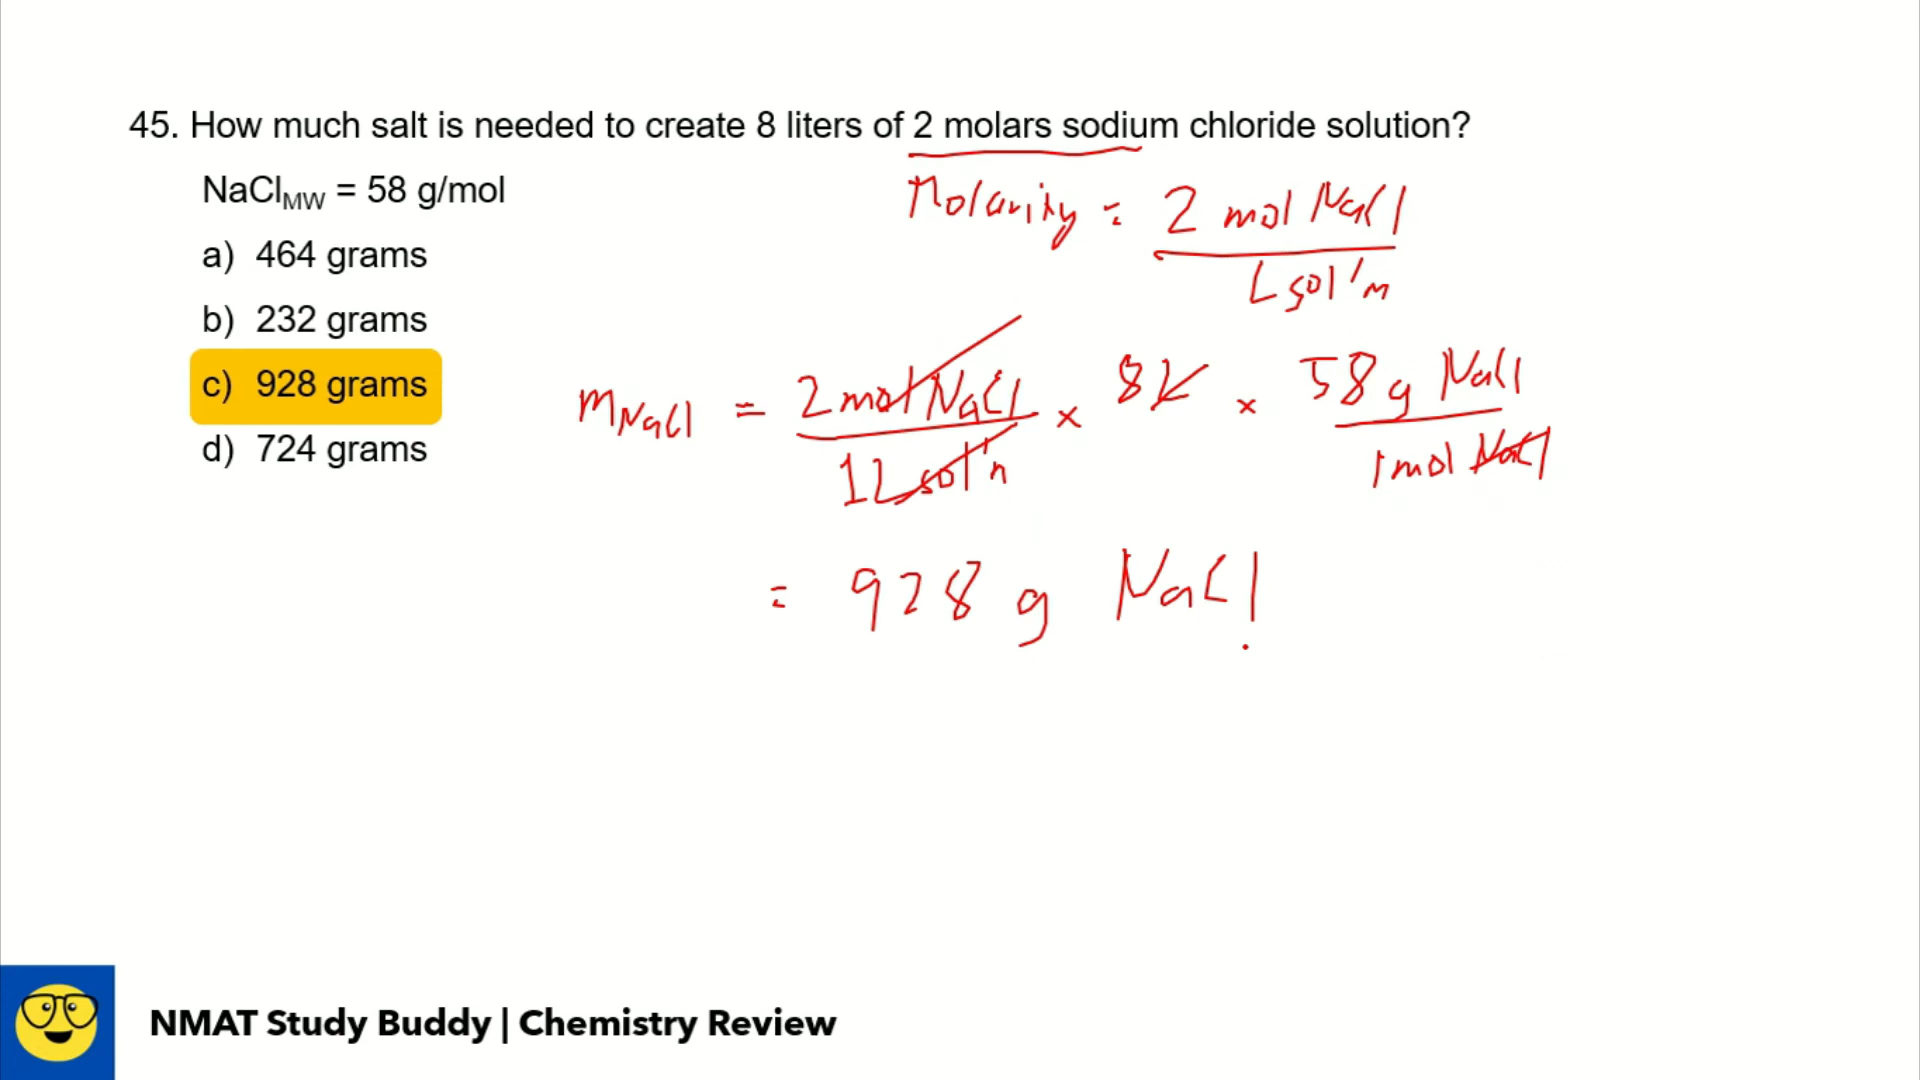 45. How much salt is needed to create 8 liters of 2 molars sodium chloride solution?
NaClMW = 58 g/mol
Molarity = 2 mol NaCl
L sol'n
a) 464 grams
b) 232 grams
c) 928 grams
d) 724 grams
mNaCl = 2 mol NaCl × 8 L × 58 g NaCl
1 L sol'n 1 mol NaCl
= 928 g NaCl
NMAT Study Buddy | Chemistry Review